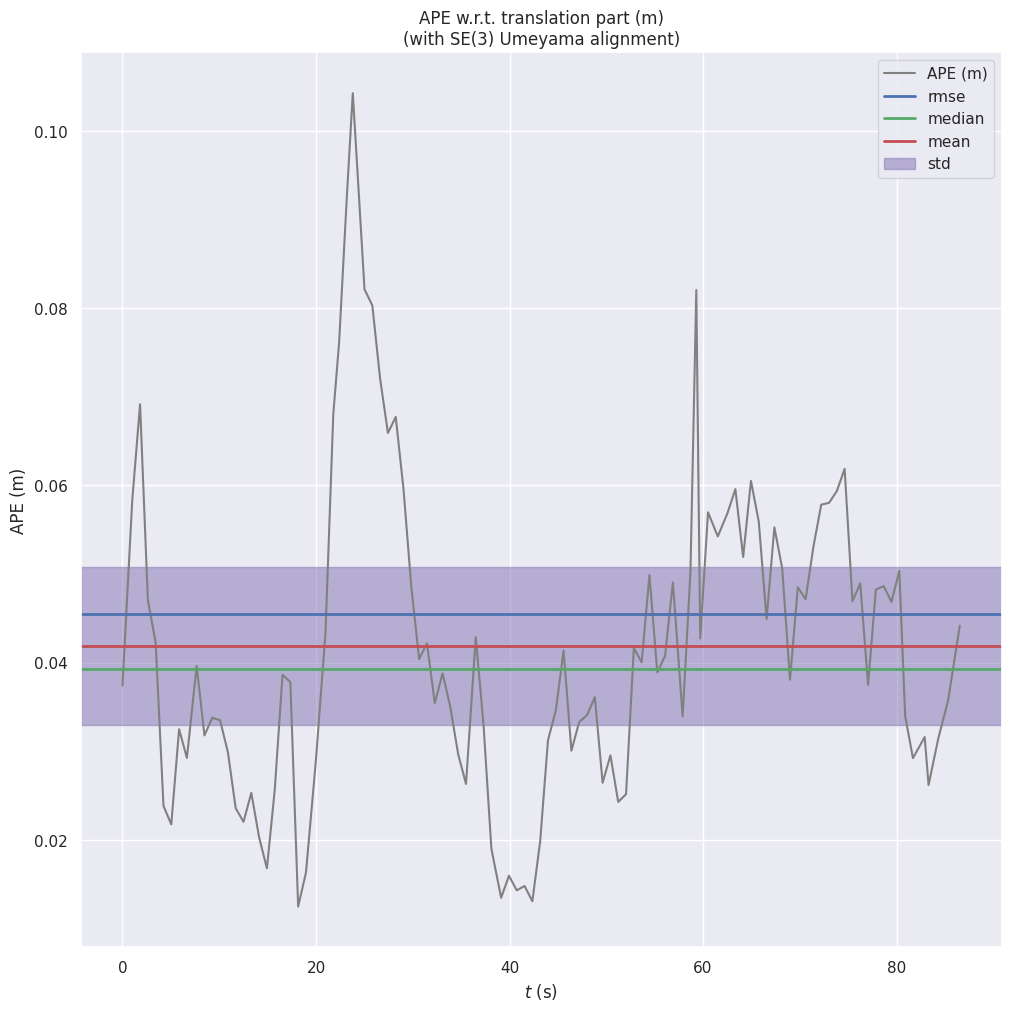 APE w.r.t. translation part (m)
(with SE(3) Umeyama alignment)
APE (m)
rmse
median
mean
std
0.10
0.08
0.06
0.04
0.02
APE (m)
0
20
40
60
80
t (s)